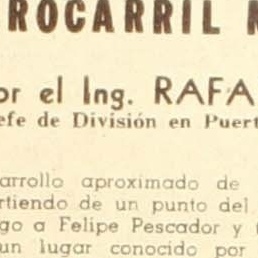 ROCARRIL
or el Ing. RAFA
efe de División en Puert
arrollo aproximado de
rtiendo de un punto del
go a Felipe Pescador y
un lugar conocido por